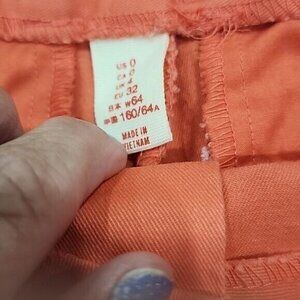 US 0
CA 0
UK 4
EU 32
日本 W64
中国 160/64A
MADE IN
VIETNAM